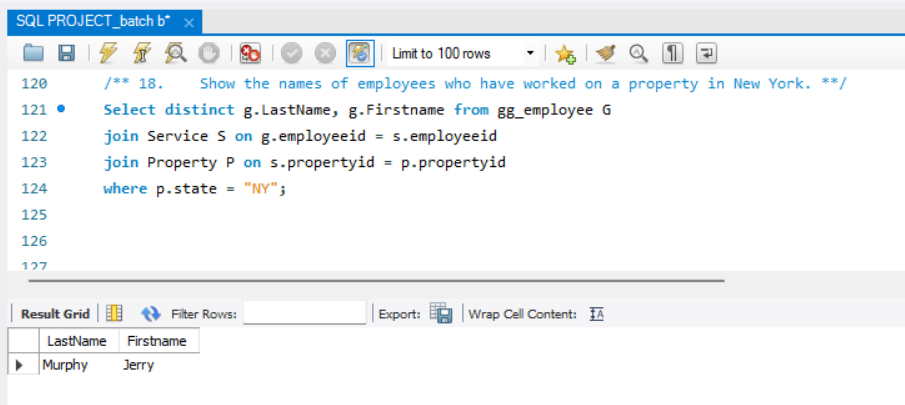 SQL PROJECT_batch b* ×
Limit to 100 rows
120 /** 18. Show the names of employees who have worked on a property in New York. **/
121 Select distinct g.LastName, g.Firstname from gg_employee G
122 join Service S on g.employeeid = s.employeeid
123 join Property P on s.propertyid = p.propertyid
124 where p.state = "NY";
125
126
127
Result Grid Filter Rows: Export: Wrap Cell Content: IA
LastName Firstname
Murphy Jerry